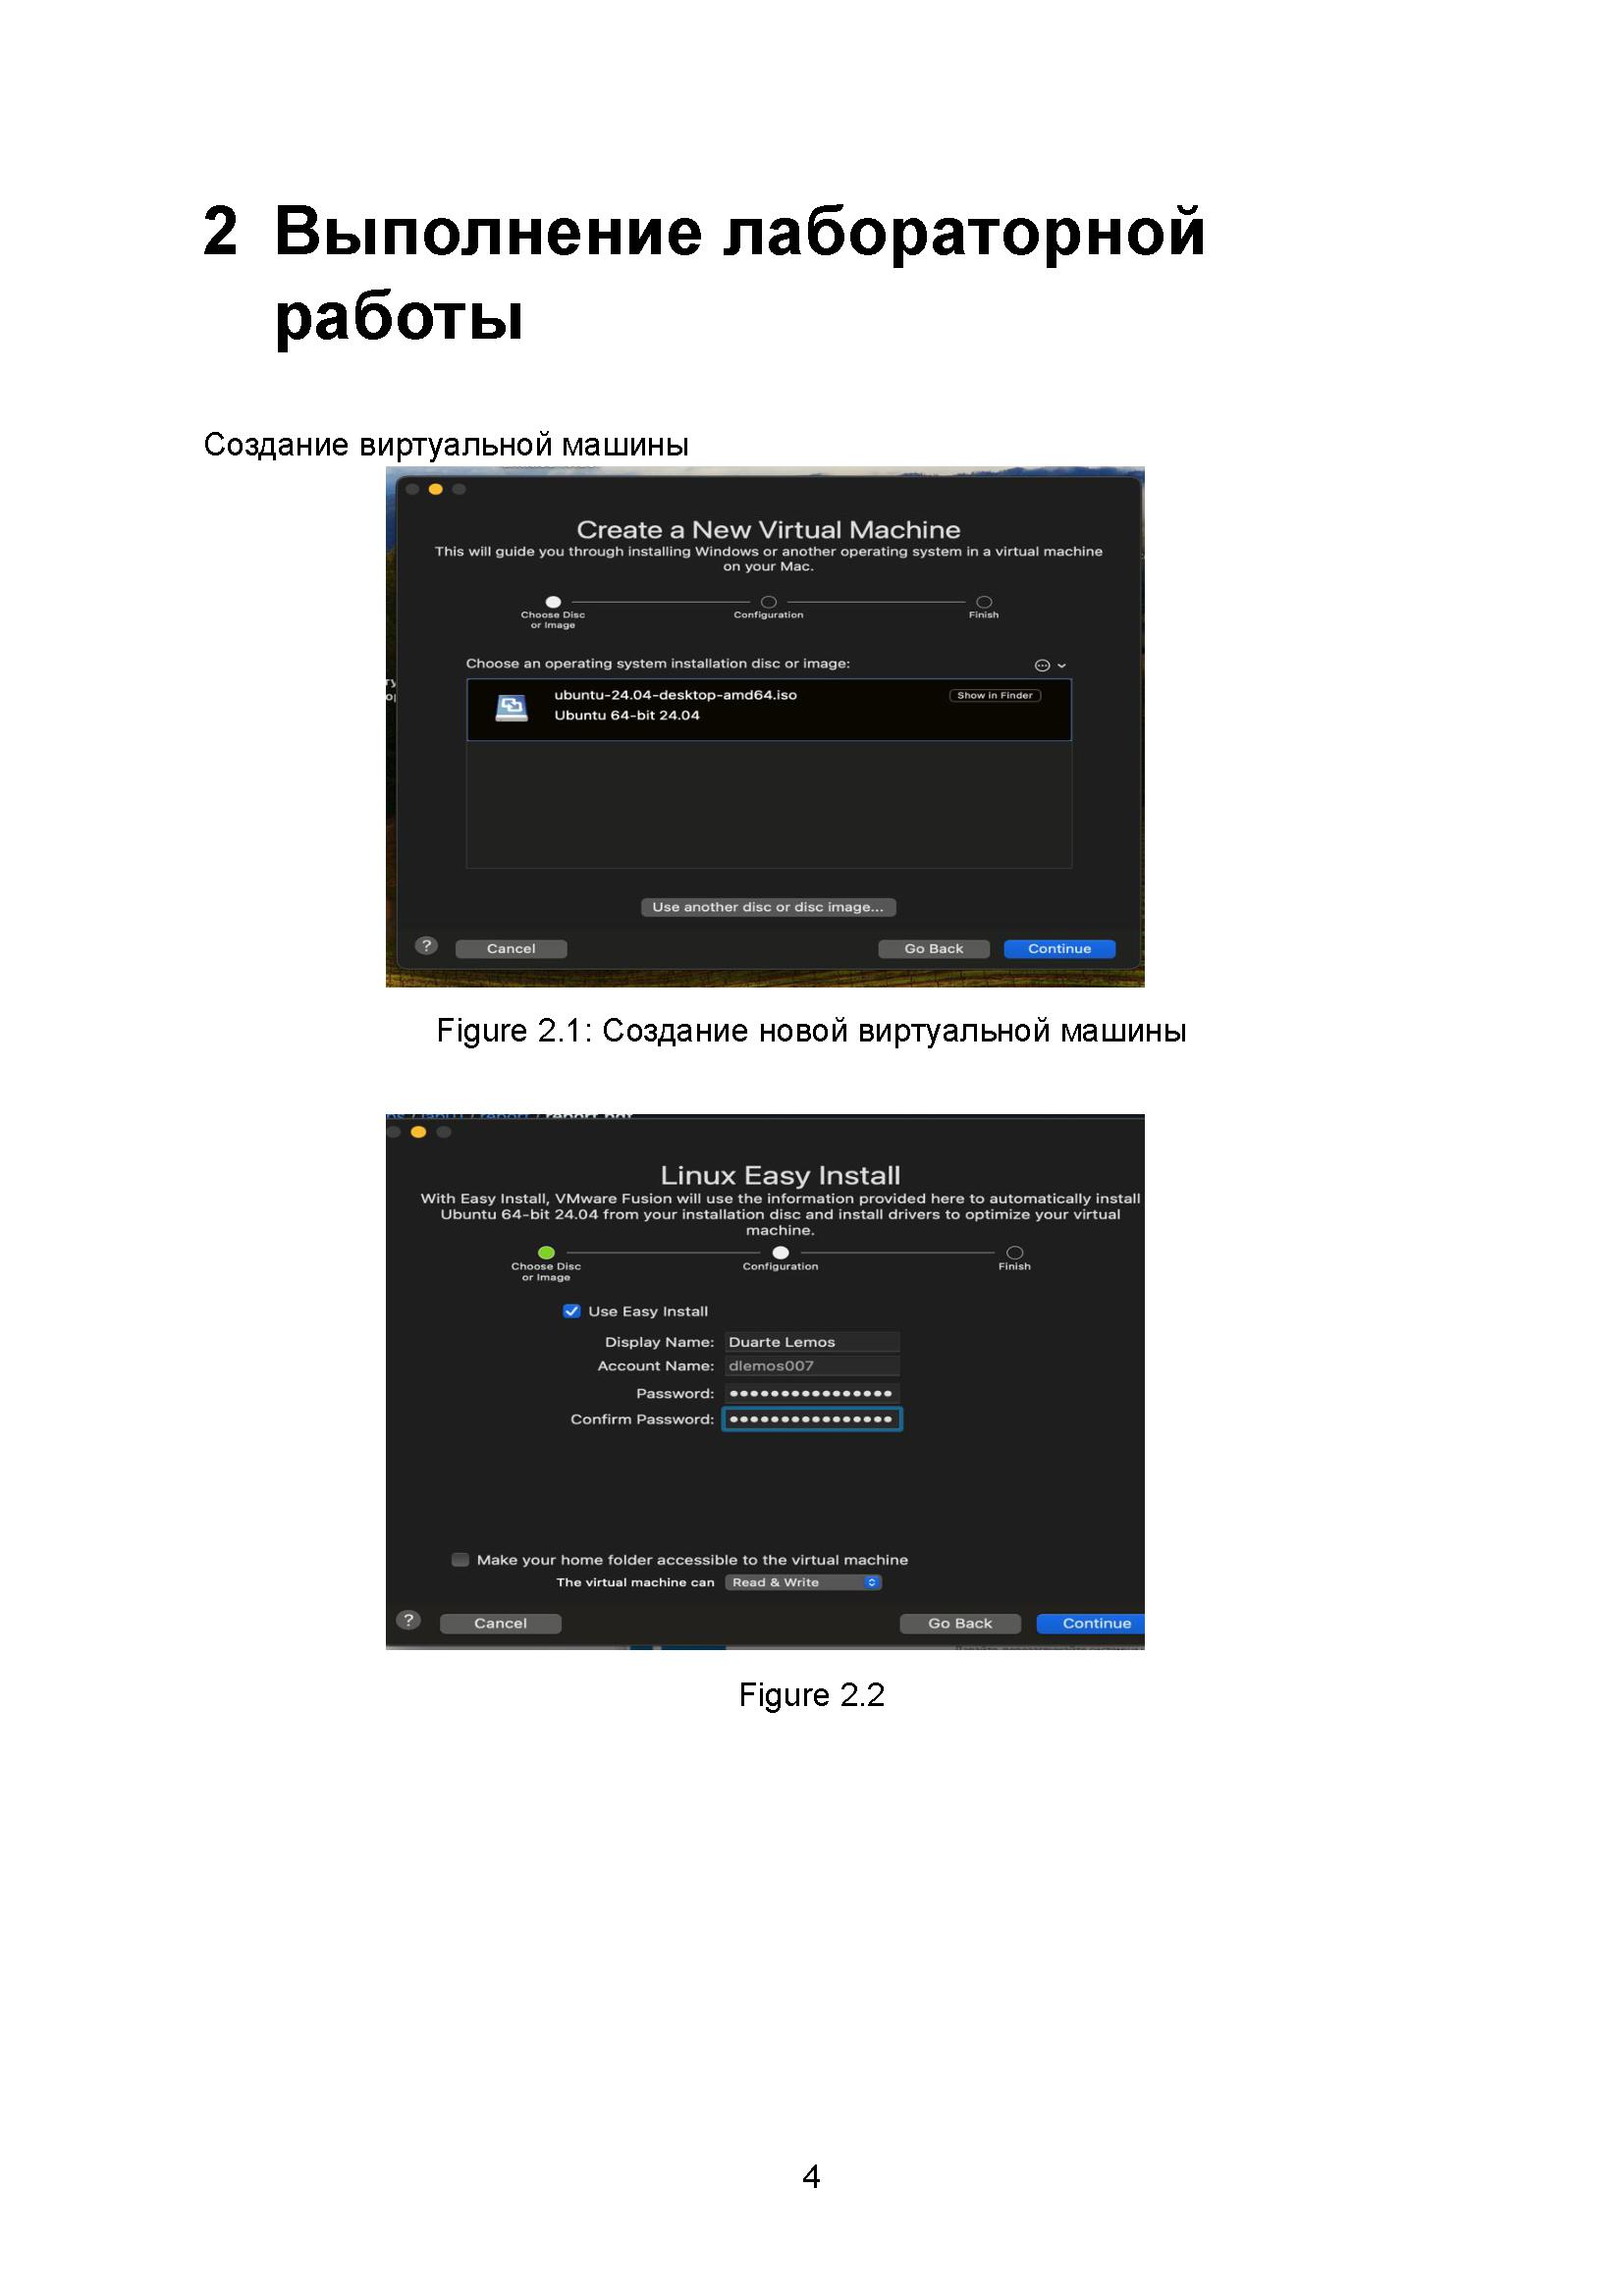 2 Выполнение лабораторной
работы
Создание виртуальной машины
Create a New Virtual Machine
This will guide you through installing Windows or another operating system in a virtual machine
on your Mac.
Choose Disc
or Image
Configuration
Finish
Choose an operating system installation disc or image:
ubuntu-24.04-desktop-amd64.iso
Show in Finder
Ubuntu 64-bit 24.04
Use another disc or disc image...
? Cancel Go Back Continue
Figure 2.1: Создание новой виртуальной машины
Linux Easy Install
With Easy Install, VMware Fusion will use the information provided here to automatically install
Ubuntu 64-bit 24.04 from your installation disc and install drivers to optimize your virtual
machine.
Choose Disc
or Image
Configuration
Finish
Use Easy Install
Display Name: Duarte Lemos
Account Name: dlemos007
Password: ••••••••••••••••
Confirm Password: ••••••••••••••••
Make your home folder accessible to the virtual machine
The virtual machine can Read & Write
? Cancel Go Back Continue
Figure 2.2
4